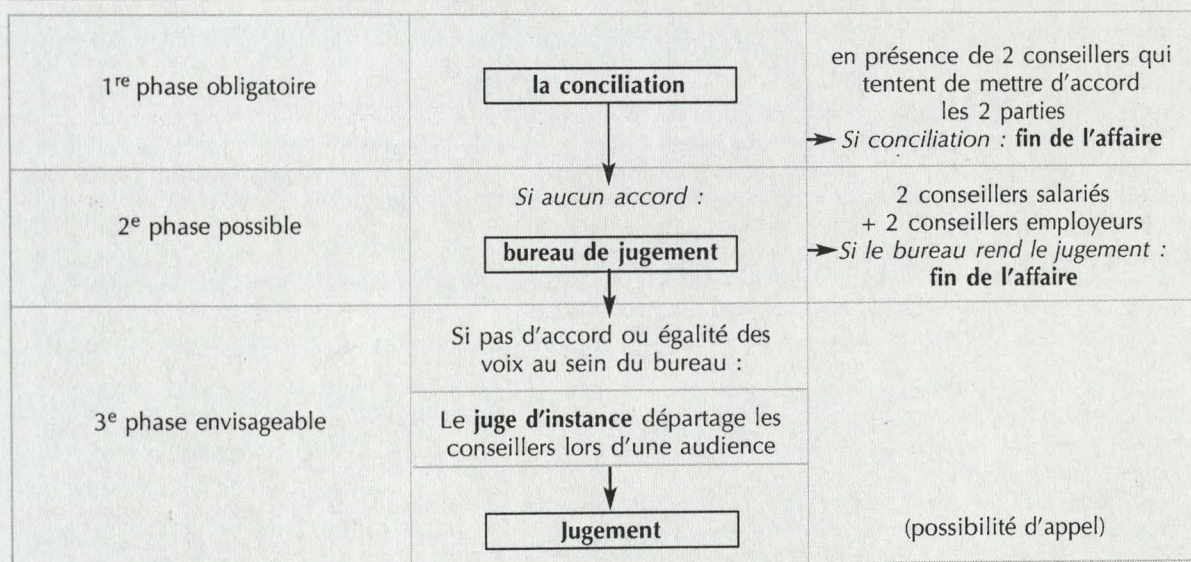 1re phase obligatoire
la conciliation
en présence de 2 conseillers qui
tentent de mettre d'accord
les 2 parties
Si conciliation : fin de l'affaire
2e phase possible
Si aucun accord :
bureau de jugement
2 conseillers salariés
+ 2 conseillers employeurs
Si le bureau rend le jugement :
fin de l'affaire
3e phase envisageable
Si pas d'accord ou égalité des
voix au sein du bureau :
Le juge d'instance départage les
conseillers lors d'une audience
Jugement
(possibilité d'appel)